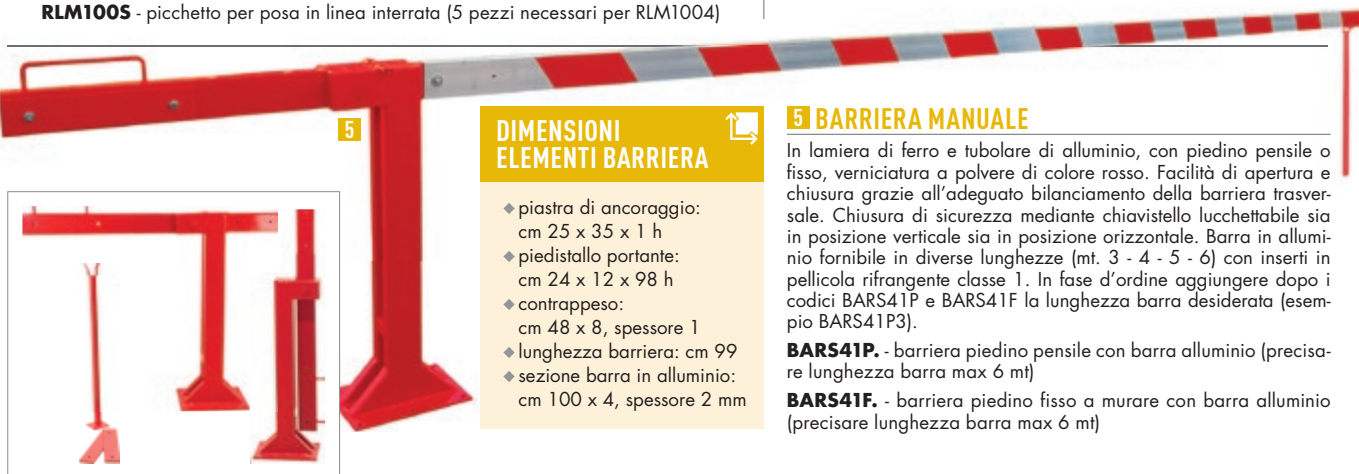 RLM100S - picchetto per posa in linea interrata (5 pezzi necessari per RLM1004)
5
DIMENSIONI
ELEMENTI BARRIERA
◆ piastra di ancoraggio:
cm 25 x 35 x 1 h
◆ piedistallo portante:
cm 24 x 12 x 98 h
◆ contrappeso:
cm 48 x 8, spessore 1
◆ lunghezza barriera: cm 99
◆ sezione barra in alluminio:
cm 100 x 4, spessore 2 mm
5 BARRIERA MANUALE
In lamiera di ferro e tubolare di alluminio, con piedino pensile o
fisso, verniciatura a polvere di colore rosso. Facilità di apertura e
chiusura grazie all'adeguato bilanciamento della barriera trasver-
sale. Chiusura di sicurezza mediante chiavistello lucchettabile sia
in posizione verticale sia in posizione orizzontale. Barra in allumi-
nio fornibile in diverse lunghezze (mt. 3 - 4 - 5 - 6) con inserti in
pellicola rifrangente classe 1. In fase d'ordine aggiungere dopo i
codici BARS41P e BARS41F la lunghezza barra desiderata (esem-
pio BARS41P3).
BARS41P. - barriera piedino pensile con barra alluminio (precisa-
re lunghezza barra max 6 mt)
BARS41F. - barriera piedino fisso a murare con barra alluminio
(precisare lunghezza barra max 6 mt)